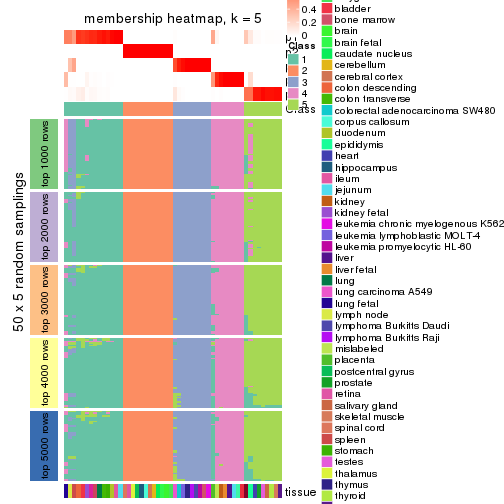 membership heatmap, k = 5
50 x 5 random samplings
top 1000 rows
top 2000 rows
top 3000 rows
top 4000 rows
top 5000 rows
0.4
0.2
0
Class
1
2
3
4
5
Class
tissue
bladder
bone marrow
brain
brain fetal
caudate nucleus
cerebellum
cerebral cortex
colon descending
colon transverse
colorectal adenocarcinoma SW480
corpus callosum
duodenum
epididymis
heart
hippocampus
ileum
jejunum
kidney
kidney fetal
leukemia chronic myelogenous K562
leukemia lymphoblastic MOLT-4
leukemia promyelocytic HL-60
liver
liver fetal
lung
lung carcinoma A549
lung fetal
lymph node
lymphoma Burkitts Daudi
lymphoma Burkitts Raji
mislabeled
placenta
postcentral gyrus
prostate
retina
salivary gland
skeletal muscle
spinal cord
spleen
stomach
testes
thalamus
thymus
thyroid